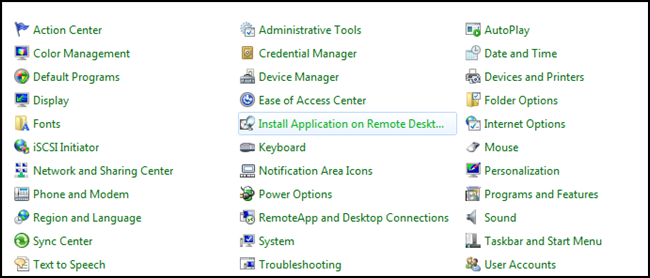 Action Center
Administrative Tools
AutoPlay
Color Management
Credential Manager
Date and Time
Default Programs
Device Manager
Devices and Printers
Display
Ease of Access Center
Folder Options
Fonts
Install Application on Remote Deskt...
Internet Options
iSCSI Initiator
Keyboard
Mouse
Network and Sharing Center
Notification Area Icons
Personalization
Phone and Modem
Power Options
Programs and Features
Region and Language
RemoteApp and Desktop Connections
Sound
Sync Center
System
Taskbar and Start Menu
Text to Speech
Troubleshooting
User Accounts